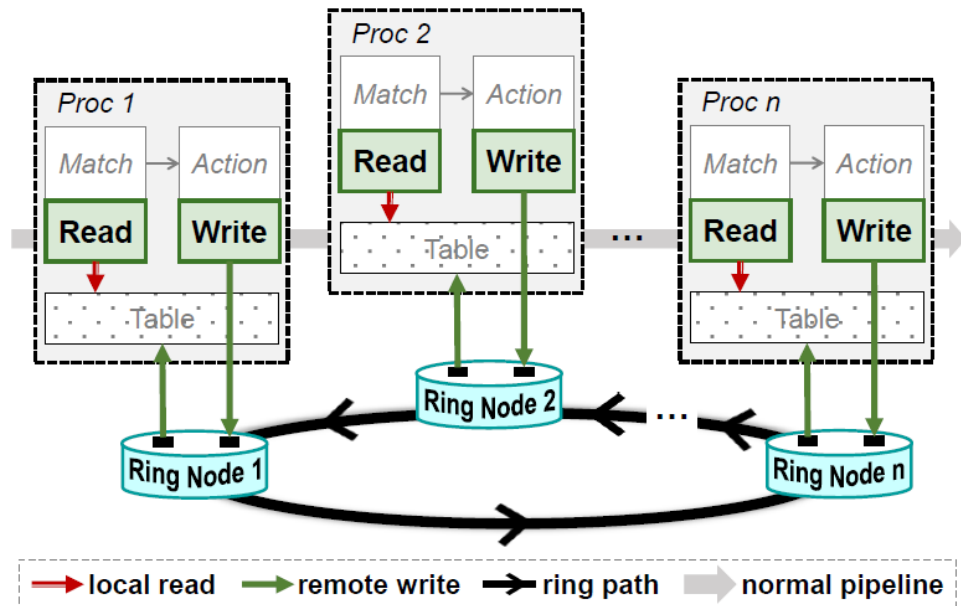 Proc 1
Match
Action
Read
Write
Table
Proc 2
Match
Action
Read
Write
Table
...
Proc n
Match
Action
Read
Write
Table
Ring Node 1
Ring Node 2
...
Ring Node n
local read
remote write
ring path
normal pipeline